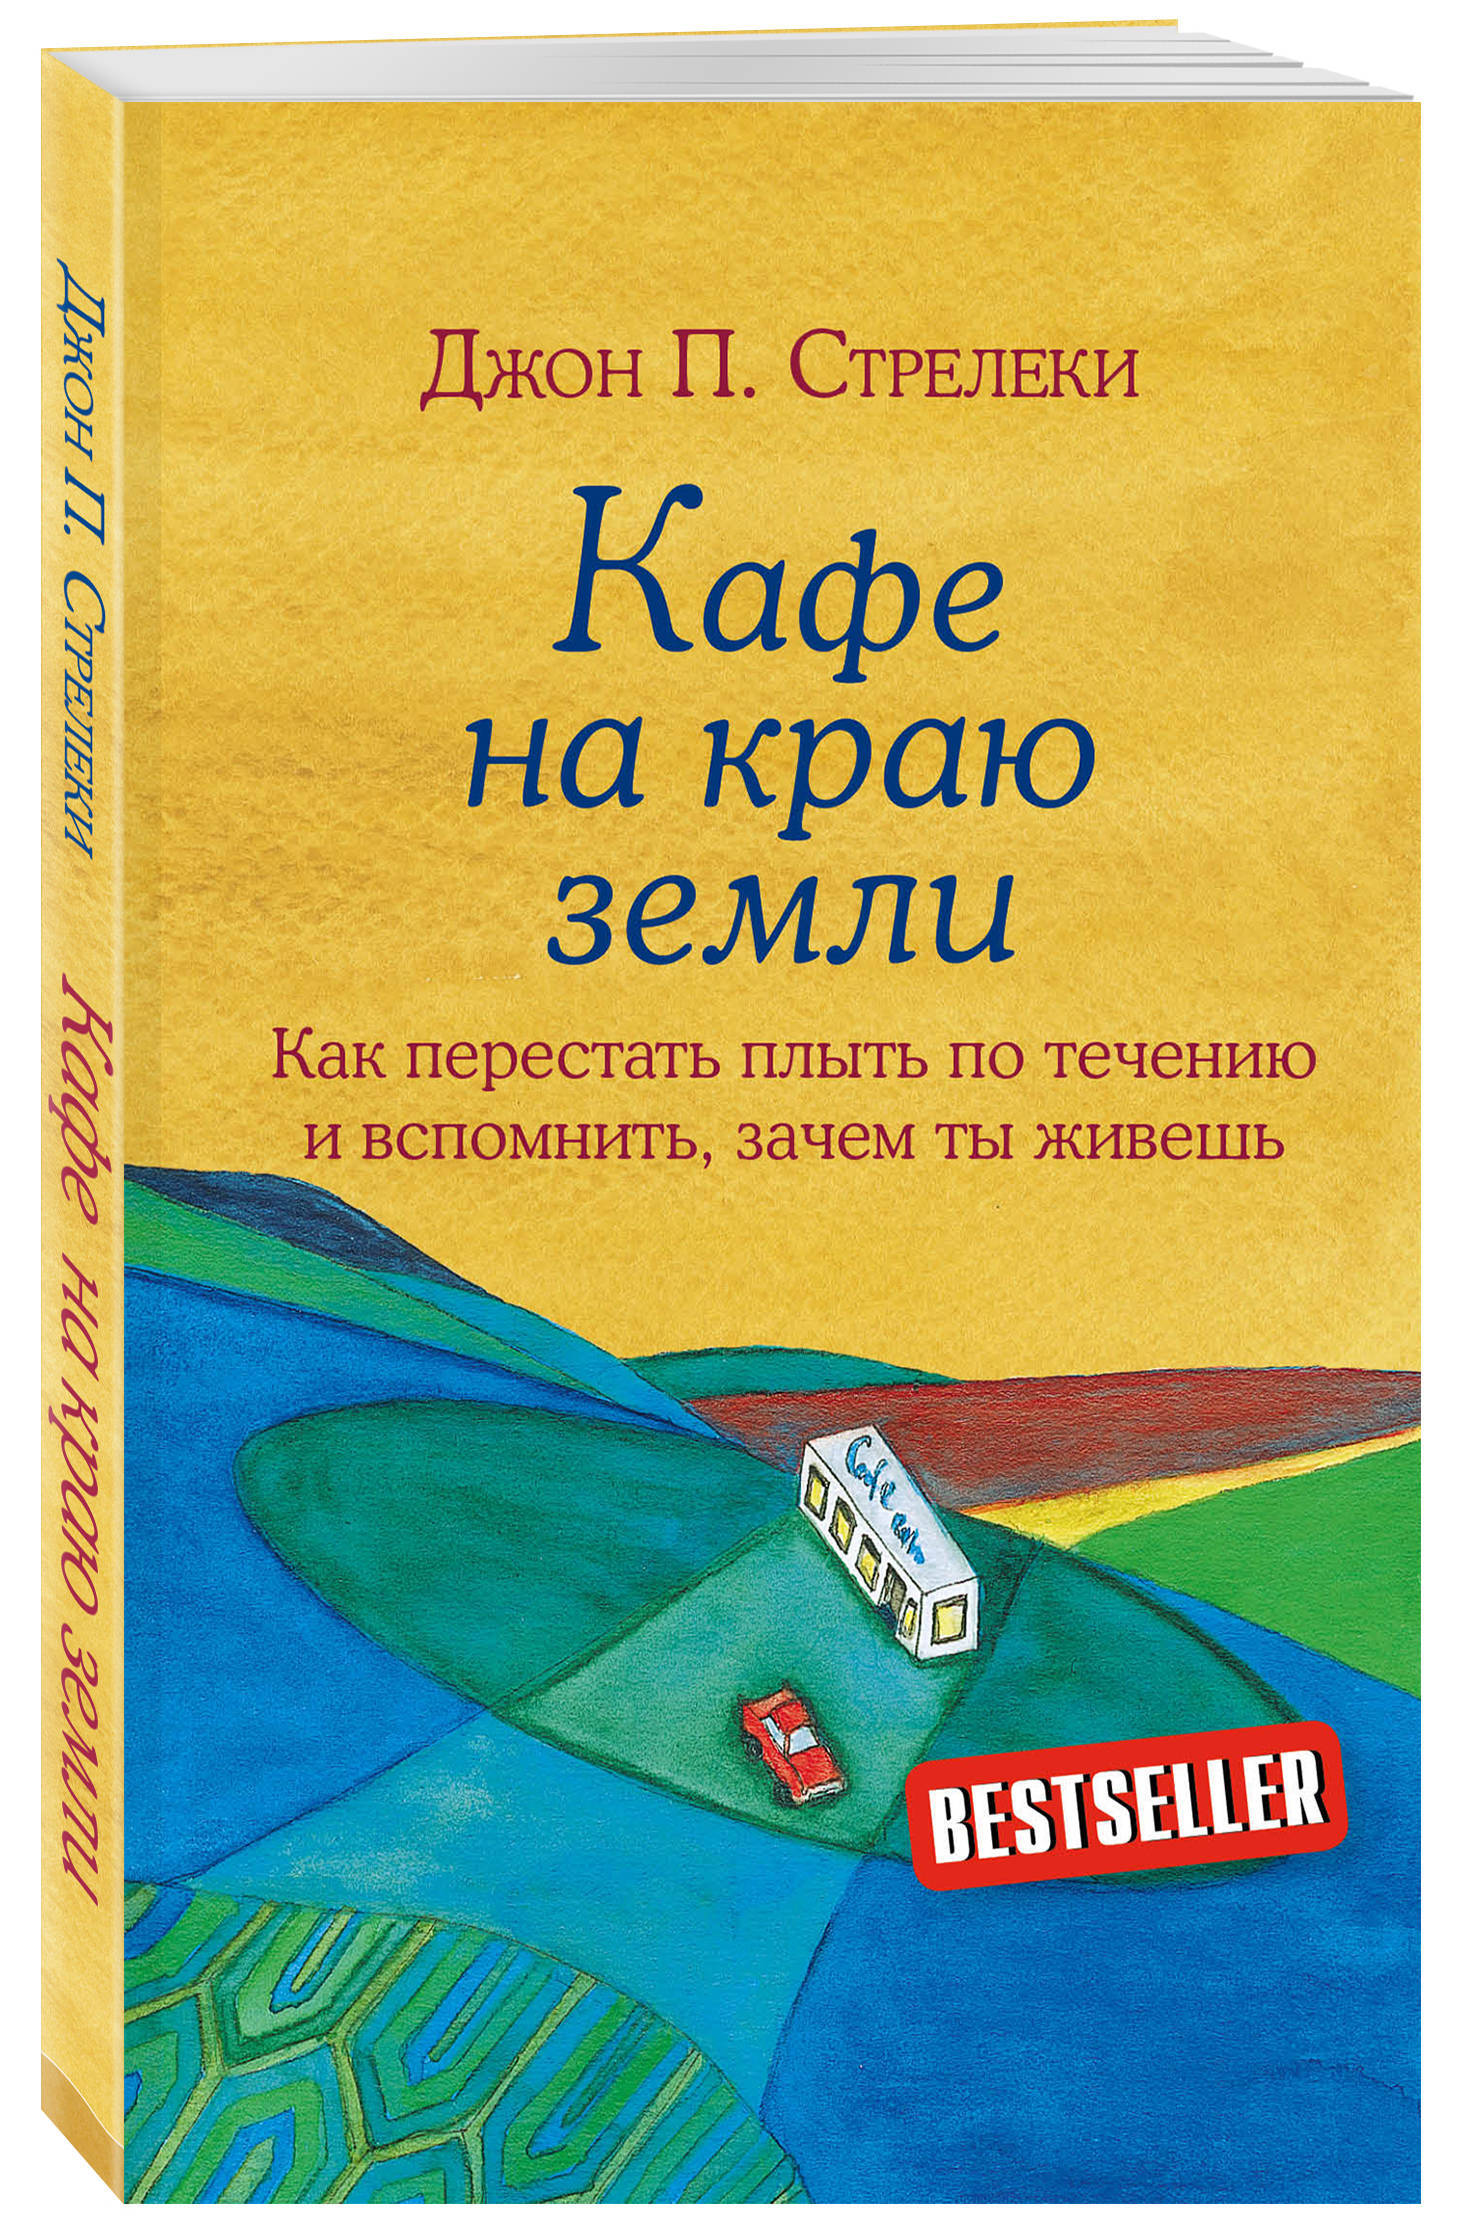 Джон П. Стрелеки
Кафе
на краю
земли
Как перестать плыть по течению
и вспомнить, зачем ты живешь
Cafe
BESTSELLER
Джон П. Стрелеки Кафе на краю земли